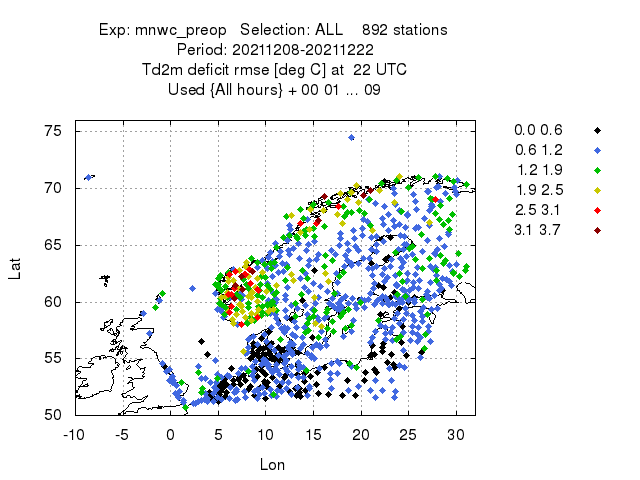 Exp: mnwc_preop   Selection: ALL    892 stations
Period: 20211208-20211222
Td2m deficit rmse [deg C] at  22 UTC
Used {All hours} + 00 01 ... 09
0.0 0.6
0.6 1.2
1.2 1.9
1.9 2.5
2.5 3.1
3.1 3.7
75
70
65
60
55
50
Lat
-10 -5 0 5 10 15 20 25 30
Lon